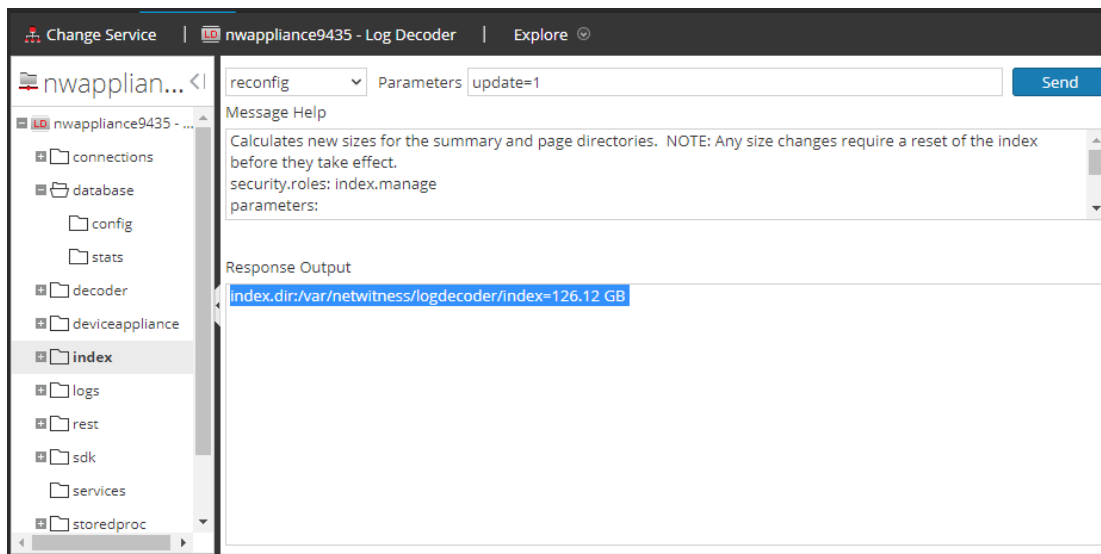 Change Service
LD nwappliance9435 - Log Decoder
Explore
nwapplian...
reconfig
Parameters
update=1
Send
LD nwappliance9435 - ...
connections
database
config
stats
decoder
deviceappliance
index
logs
rest
sdk
services
storedproc
Message Help
Calculates new sizes for the summary and page directories.  NOTE: Any size changes require a reset of the index
before they take effect.
security.roles: index.manage
parameters:
Response Output
index.dir:/var/netwitness/logdecoder/index=126.12 GB